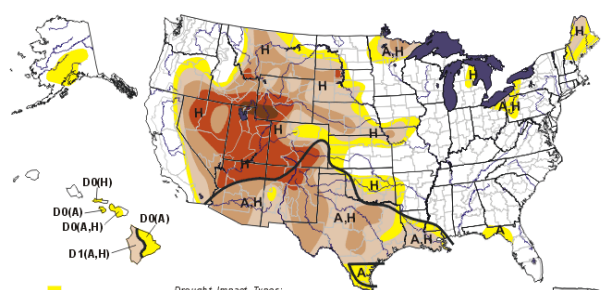 H
A,H
H
H
H
H
A,H
D0(H)
H
H
H
D0(A)
D0(A)
H
D0(A,H)
A,H
A,H
A,H
A
D1(A,H)
A
Drought Impact Types: